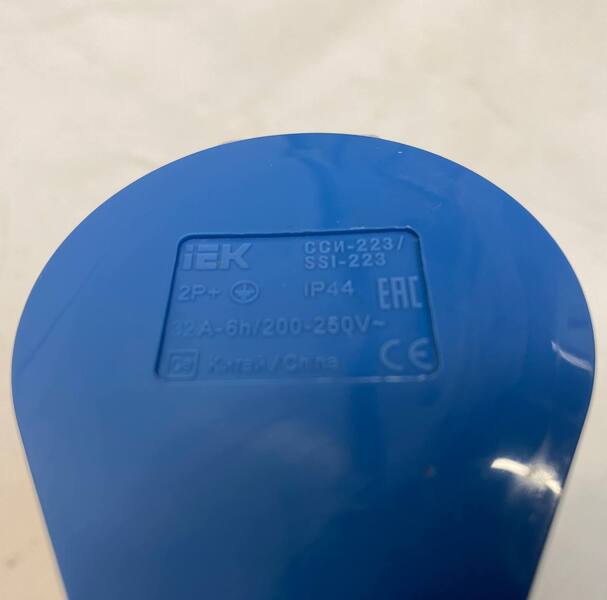 iEK ССИ-223/
SSI-223
2P+ IP44 EAC
32A-6h/200-250V~
Китай/China CE